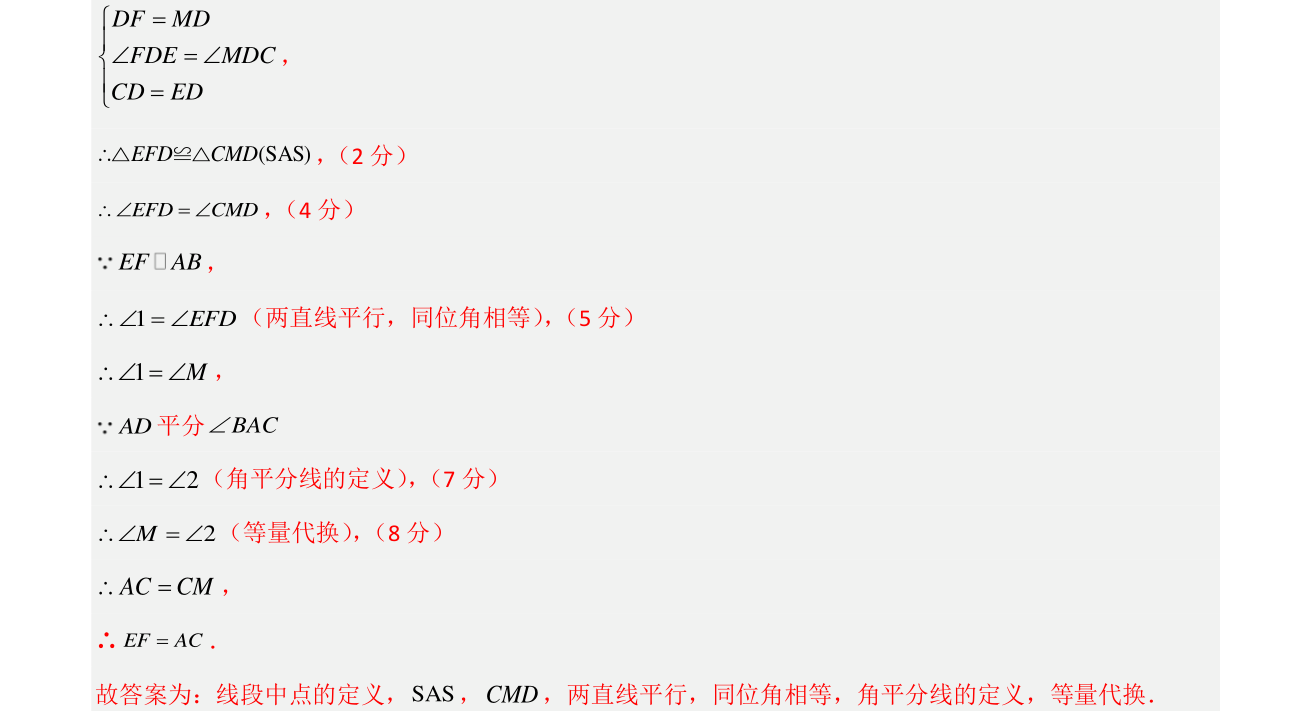 DF = MD
∠FDE = ∠MDC，
CD = ED
∴△EFD≌△CMD(SAS)，（2 分）
∴∠EFD = ∠CMD，（4 分）
∵ EF□AB，
∴∠1 = ∠EFD（两直线平行，同位角相等），（5 分）
∴∠1 = ∠M，
∵ AD 平分∠BAC
∴∠1 = ∠2（角平分线的定义），（7 分）
∴∠M = ∠2（等量代换），（8 分）
∴ AC = CM，
∴ EF = AC．
故答案为：线段中点的定义，SAS，CMD，两直线平行，同位角相等，角平分线的定义，等量代换．